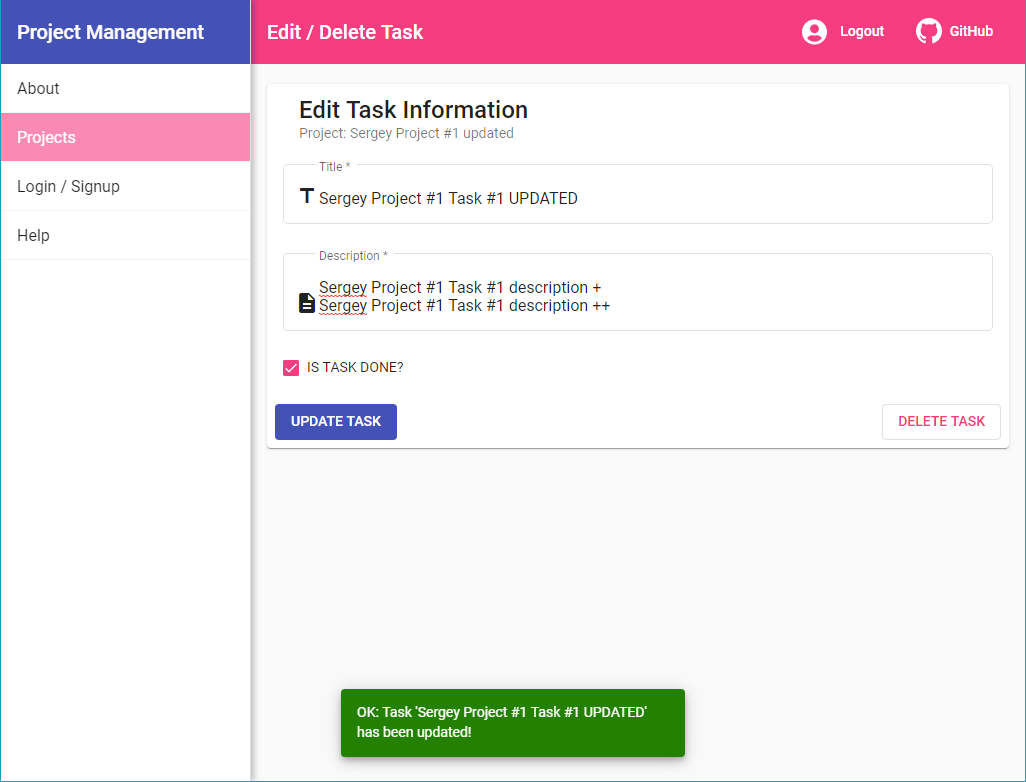 Project Management
Edit / Delete Task
Logout
GitHub
About
Projects
Login / Signup
Help
Edit Task Information
Project: Sergey Project #1 updated
Title *
Sergey Project #1 Task #1 UPDATED
Description *
Sergey Project #1 Task #1 description +
Sergey Project #1 Task #1 description ++
IS TASK DONE?
UPDATE TASK
DELETE TASK
OK: Task 'Sergey Project #1 Task #1 UPDATED'
has been updated!